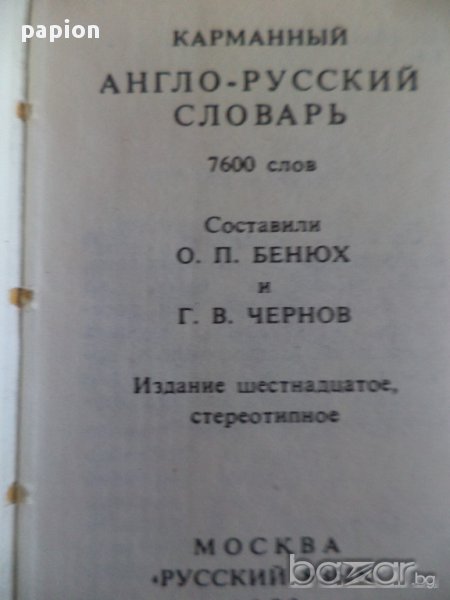 papion
КАРМАННЫЙ
АНГЛО-РУССКИЙ
СЛОВАРЬ
7600 слов
Составили
О. П. БЕНЮХ
и
Г. В. ЧЕРНОВ
Издание шестнадцатое,
стереотипное
МОСКВА
«РУССКИЙ
bazar.bg